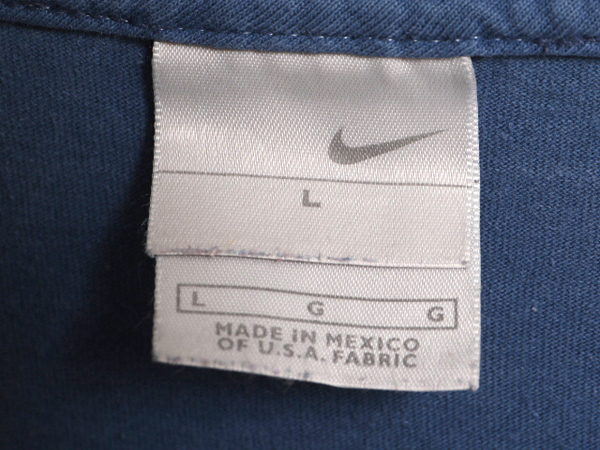 L
L G G
MADE IN MEXICO
OF U.S.A. FABRIC